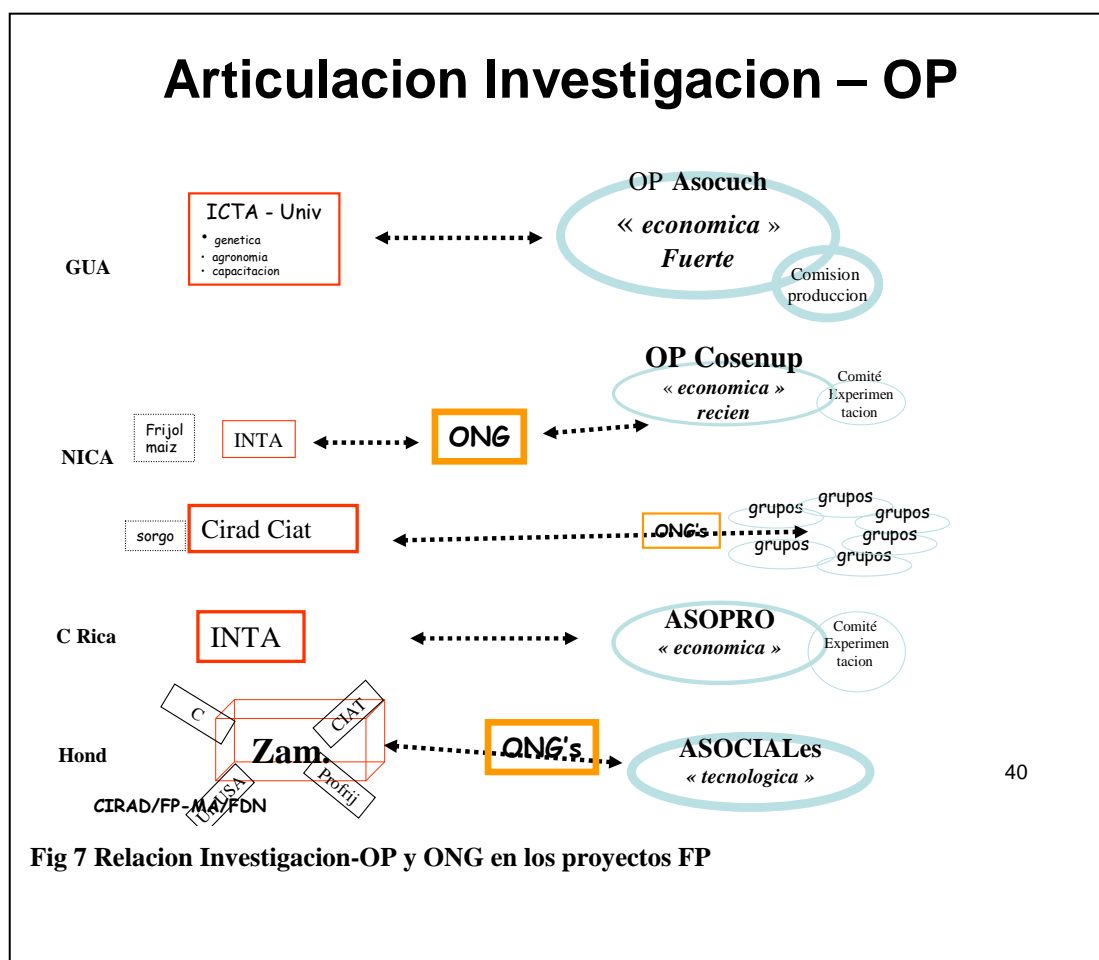 Articulacion Investigacion – OP
OP Asocuch
« economica »
Fuerte
Comision
produccion
ICTA - Univ
• genetica
• agronomia
• capacitacion
GUA
OP Cosenup
« economica »
recien
Comité
Experimen
tacion
Frijol
maiz
INTA
ONG
NICA
sorgo
Cirad Ciat
ONG's
grupos
grupos
grupos
grupos
grupos
grupos
C Rica
INTA
ASOPRO
« economica »
Comité
Experimen
tacion
Hond
C
CIAT
Zam.
Profrij
ONG's
ASOCIALes
« tecnologica »
40
CIRAD/FP-MA/FDN
Fig 7 Relacion Investigacion-OP y ONG en los proyectos FP